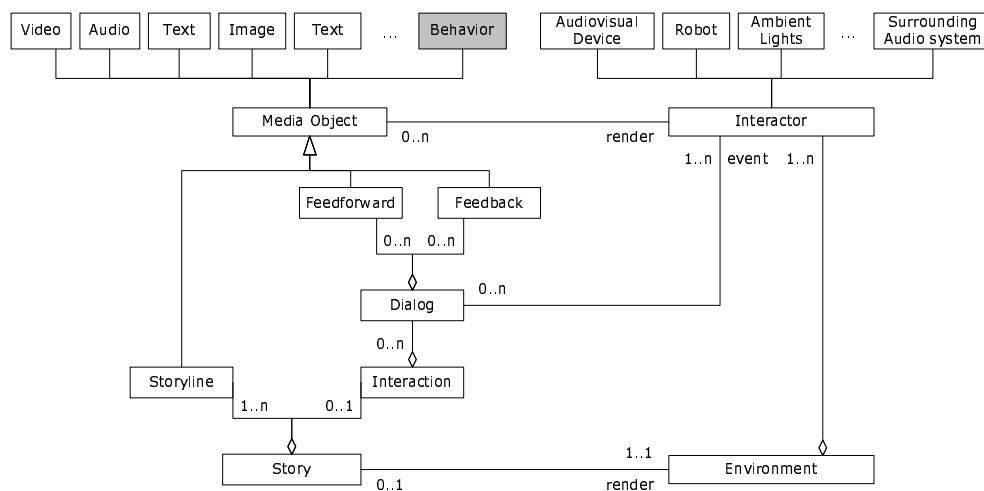 Video
Audio
Text
Image
Text
...
Behavior
Audiovisual
Device
Robot
Ambient
Lights
...
Surrounding
Audio system
Media Object
0..n
render
Interactor
1..n
event
1..n
Feedforward
Feedback
0..n
0..n
Dialog
0..n
0..n
Storyline
Interaction
1..n
0..1
Story
0..1
1..1
render
Environment